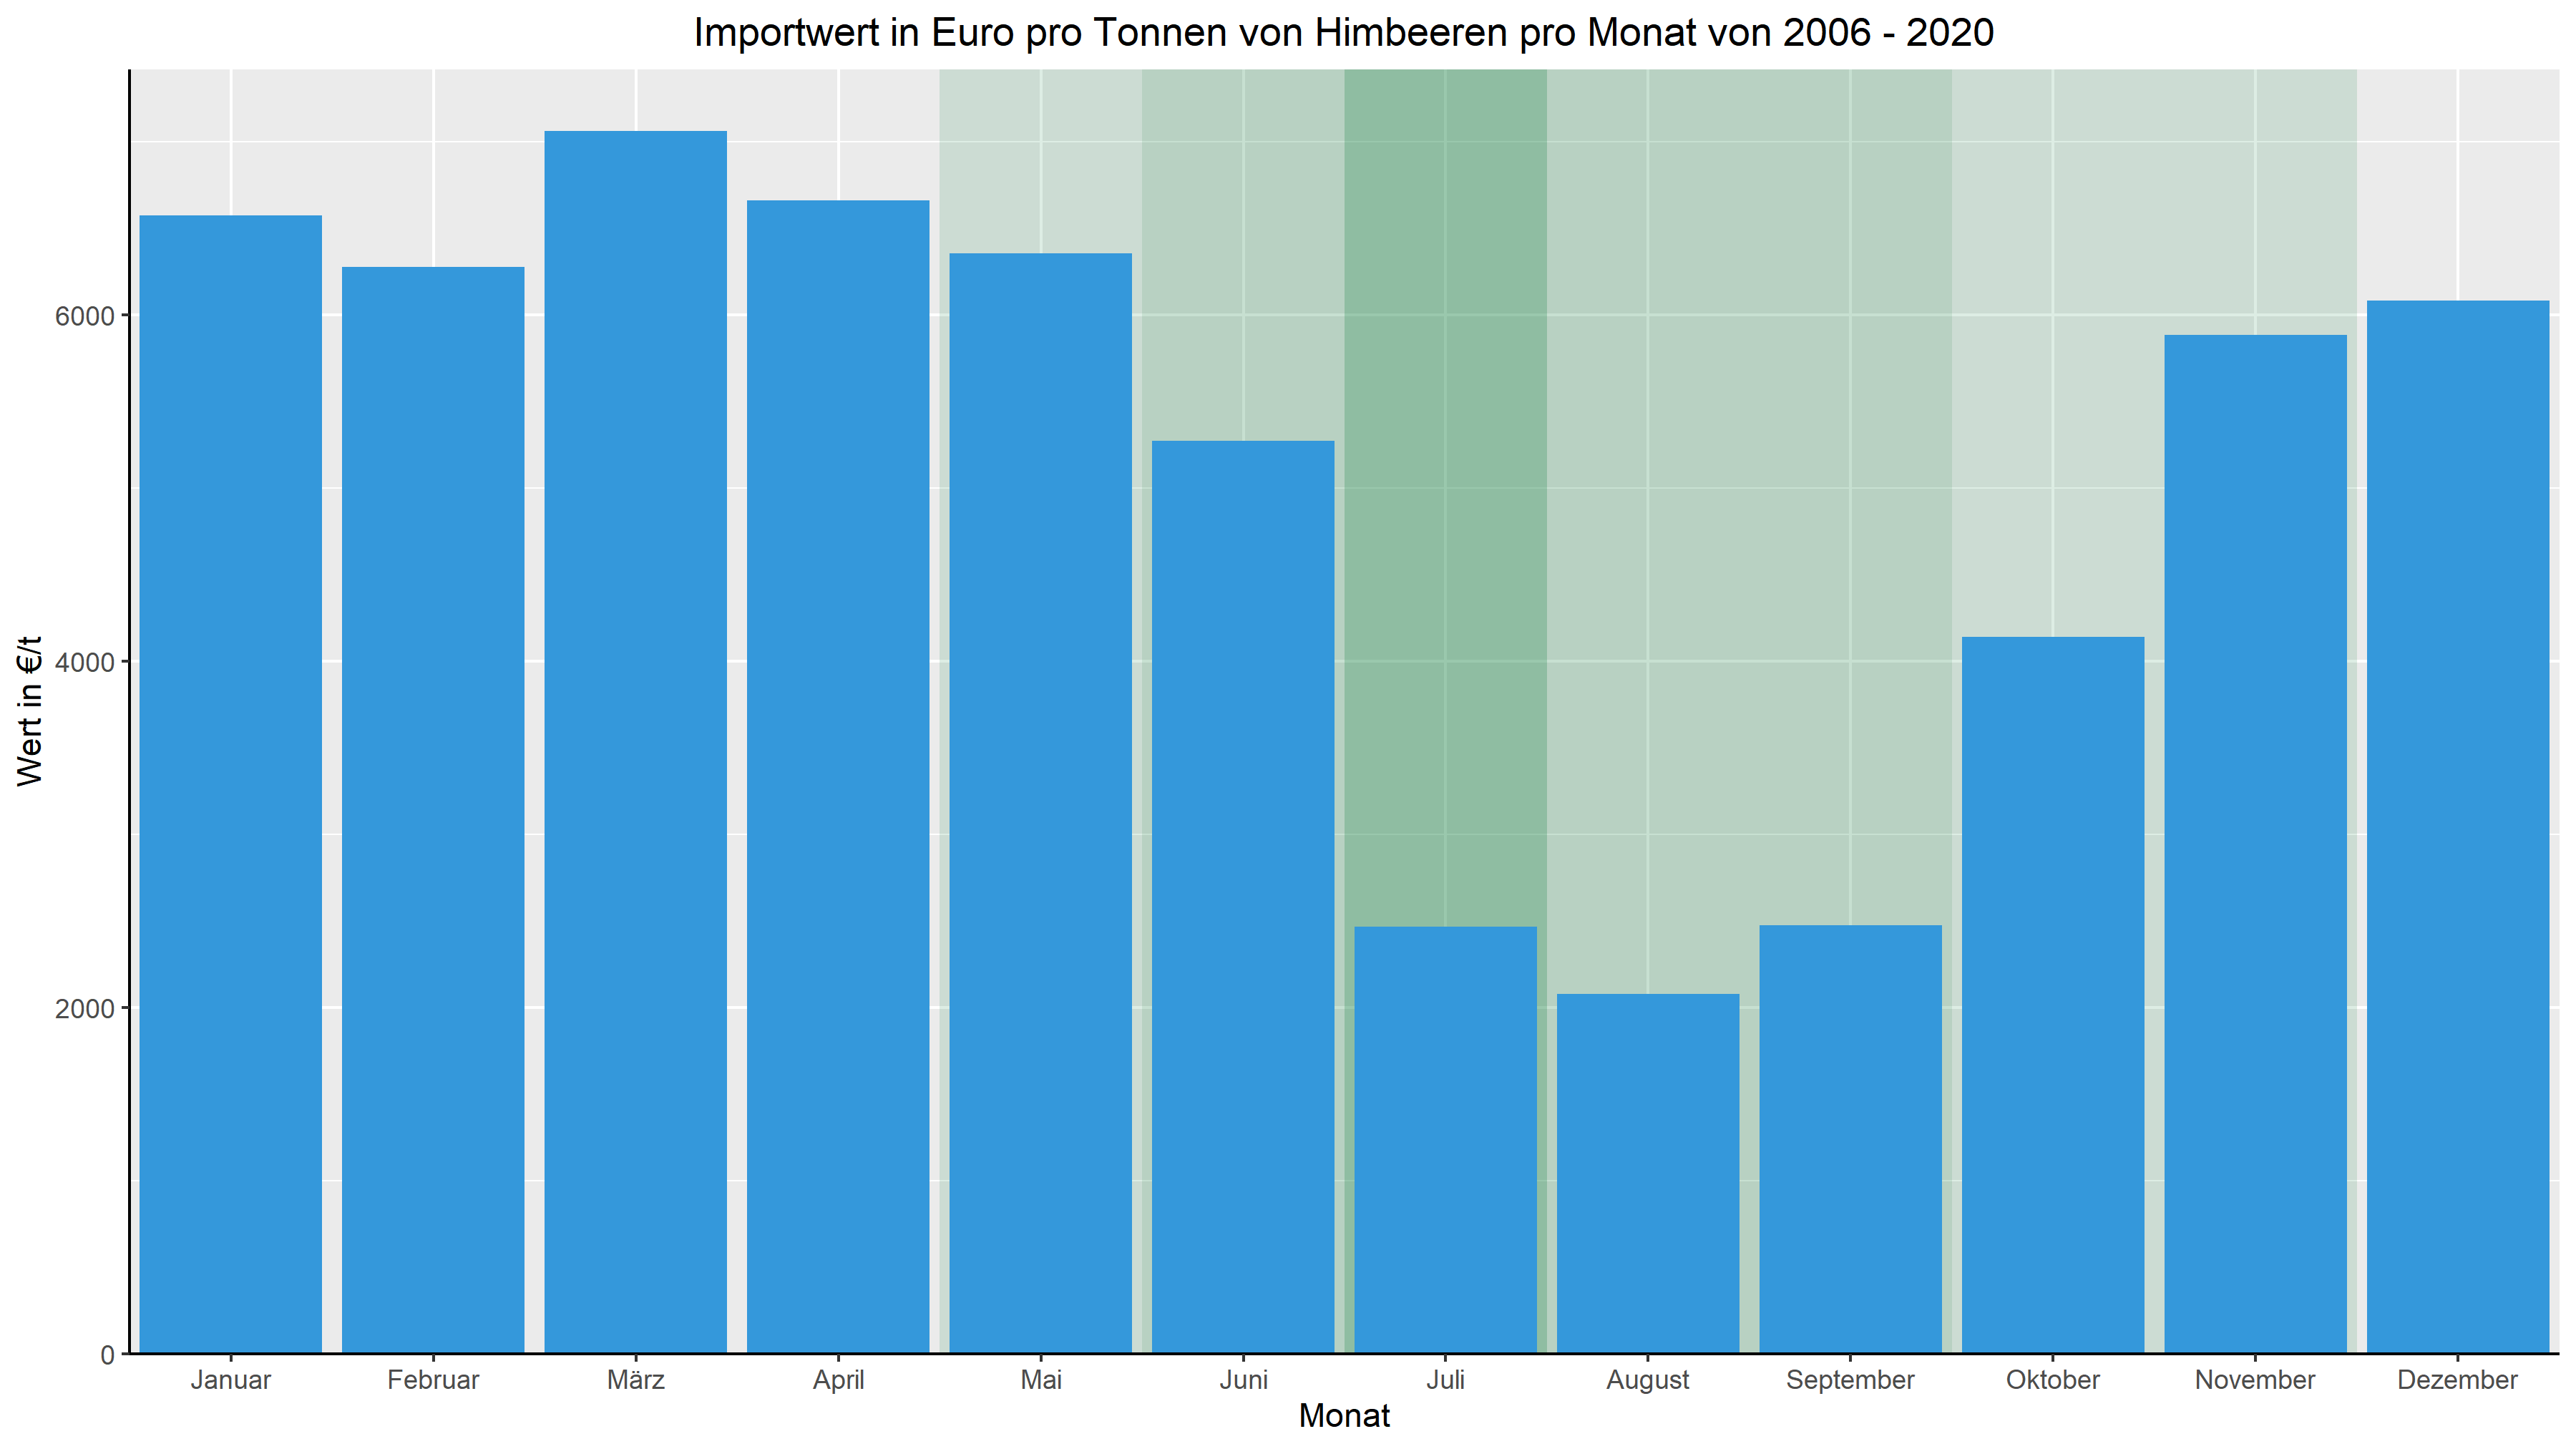 Importwert in Euro pro Tonnen von Himbeeren pro Monat von 2006 - 2020
Wert in €/t
6000
4000
2000
0
Januar Februar März April Mai Juni Juli August September Oktober November Dezember
Monat